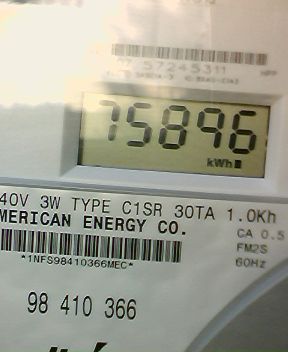 57245311
75896
kWh
40V 3W TYPE C1SR 30TA 1.0Kh
MERICAN ENERGY CO.
CA 0.5
FM2S
60Hz
*1NFS98410366MEC*
98 410 366